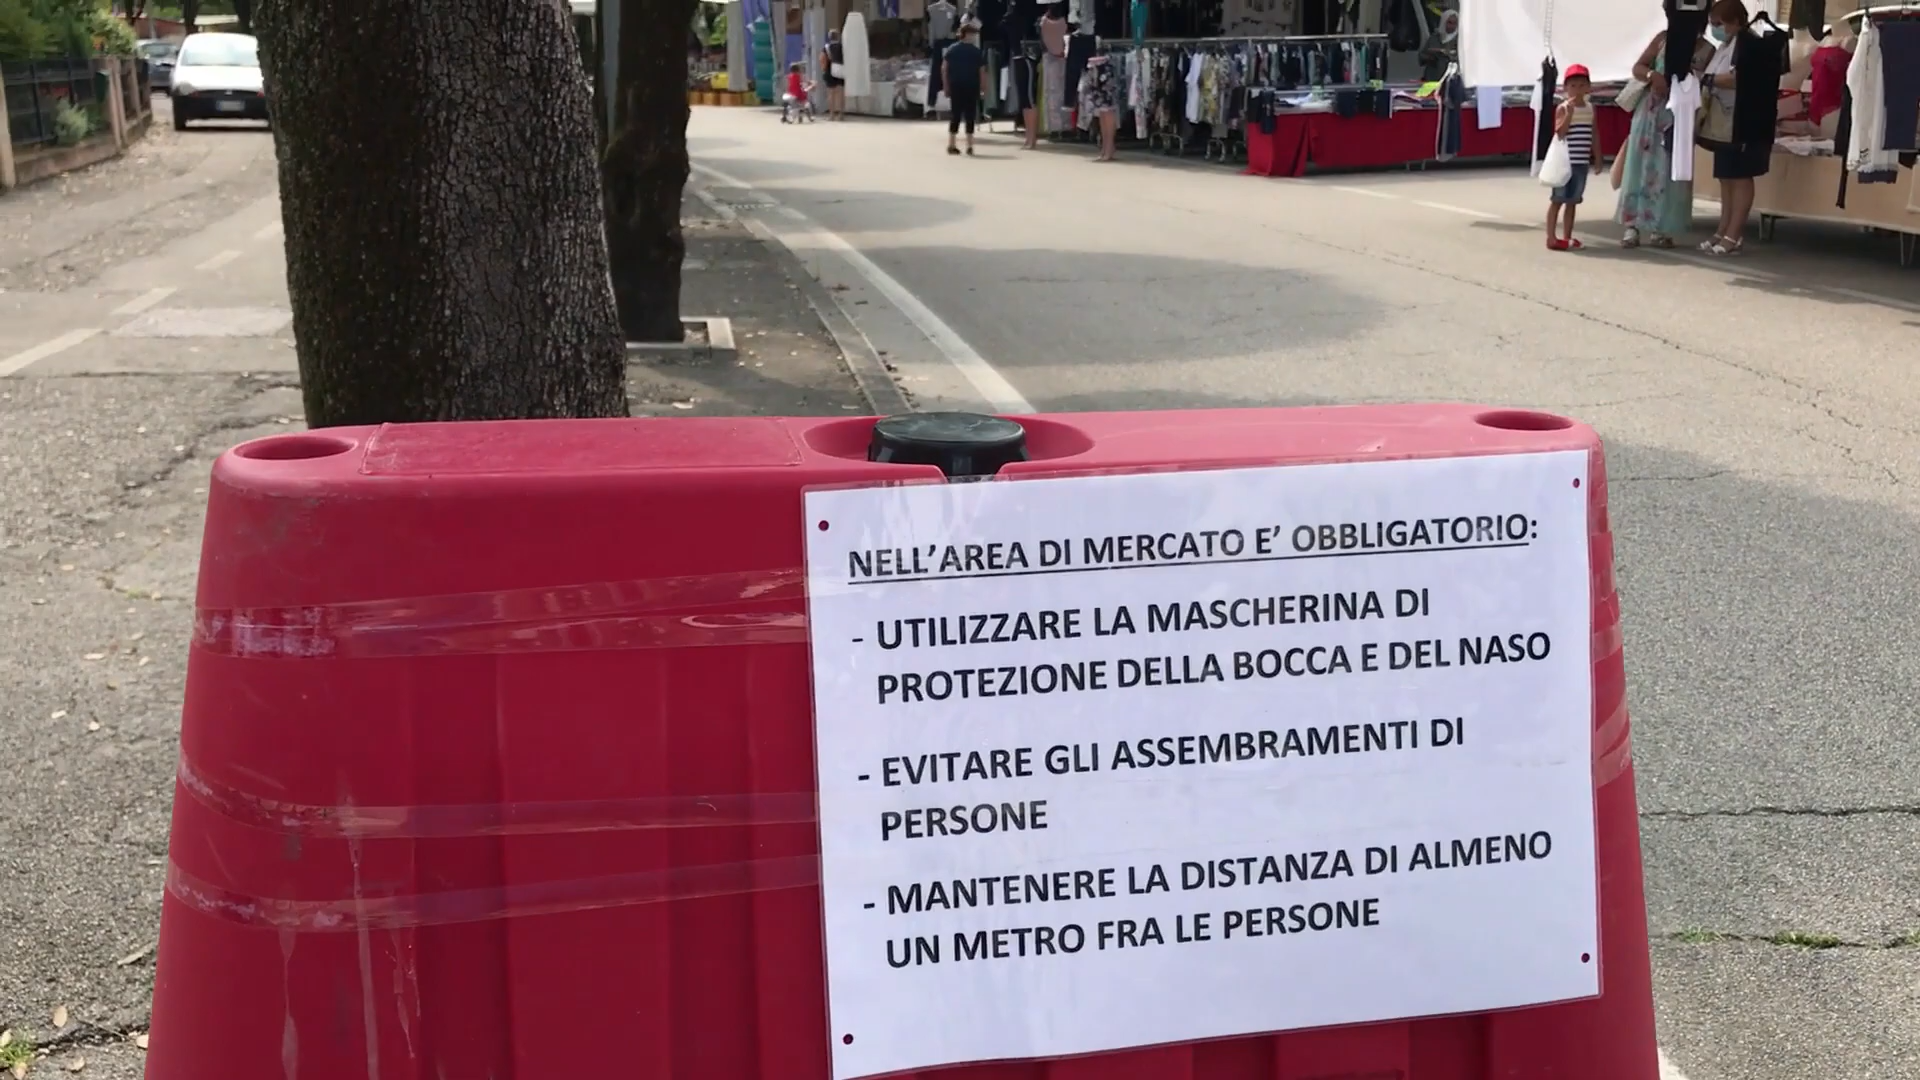 NELL'AREA DI MERCATO E' OBBLIGATORIO:
- UTILIZZARE LA MASCHERINA DI
PROTEZIONE DELLA BOCCA E DEL NASO
- EVITARE GLI ASSEMBRAMENTI DI
PERSONE
- MANTENERE LA DISTANZA DI ALMENO
UN METRO FRA LE PERSONE